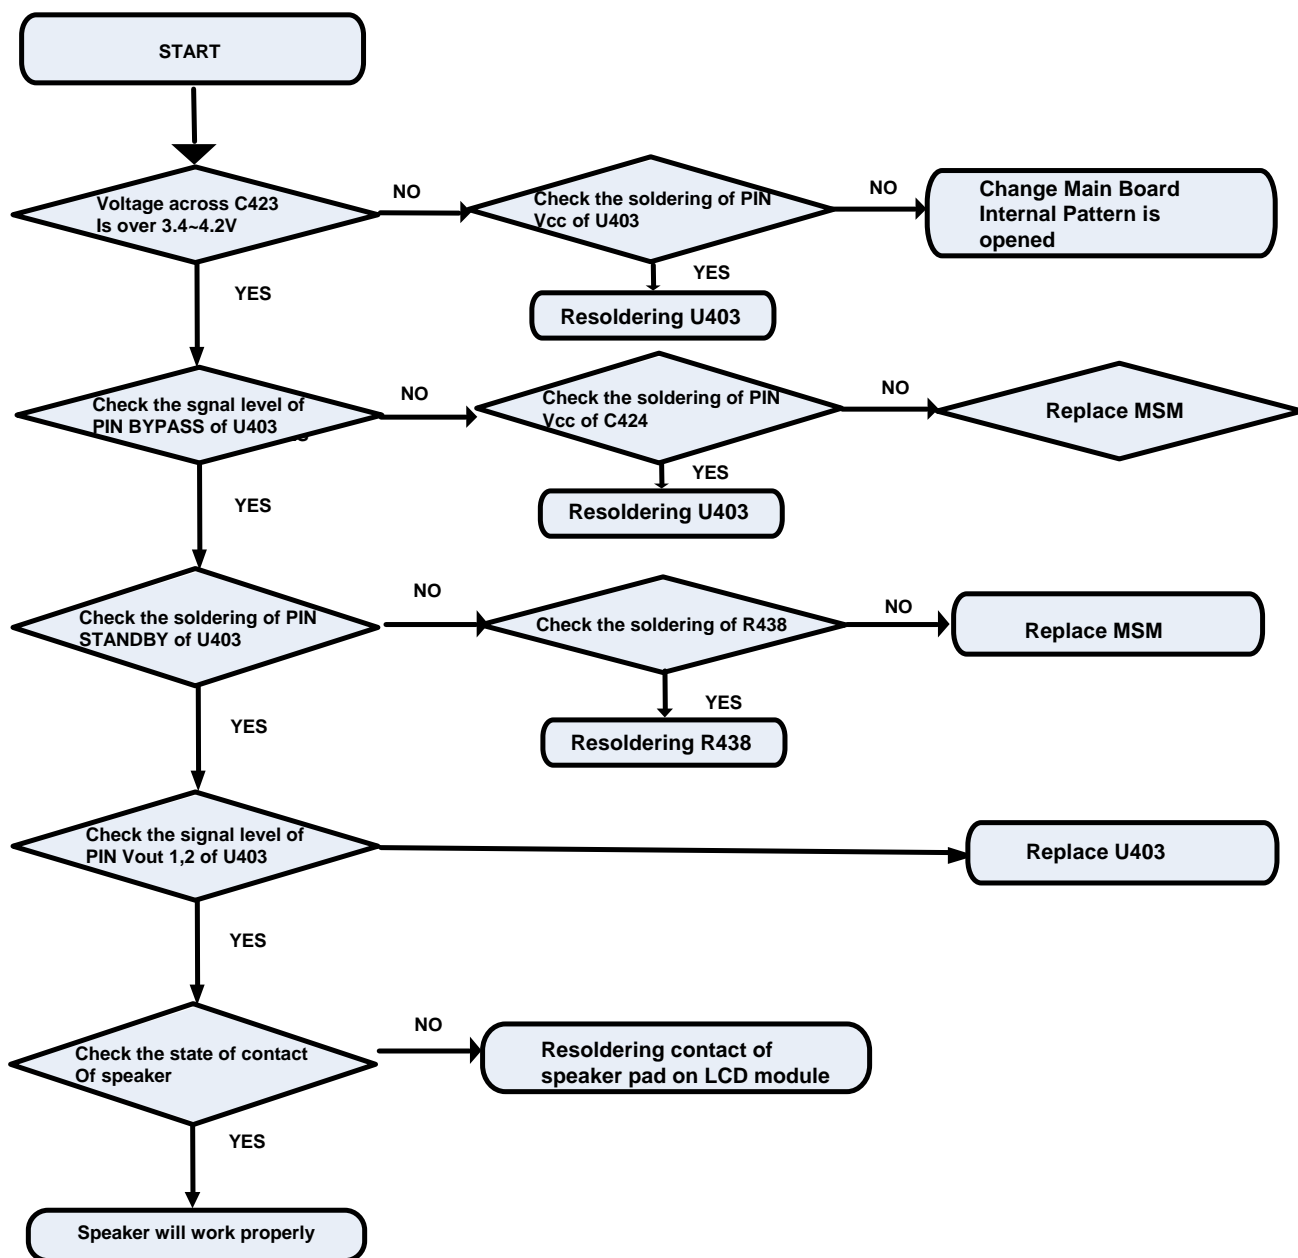 START
Voltage across C423
Is over 3.4~4.2V
NO
Check the soldering of PIN
Vcc of U403
NO
Change Main Board
Internal Pattern is
opened
YES
YES
Resoldering U403
Check the sgnal level of
PIN BYPASS of U403
NO
Check the soldering of PIN
Vcc of C424
NO
Replace MSM
YES
YES
Resoldering U403
Check the soldering of PIN
STANDBY of U403
NO
Check the soldering of R438
NO
Replace MSM
YES
YES
Resoldering R438
Check the signal level of
PIN Vout 1,2 of U403
Replace U403
YES
Check the state of contact
Of speaker
NO
Resoldering contact of
speaker pad on LCD module
YES
Speaker will work properly